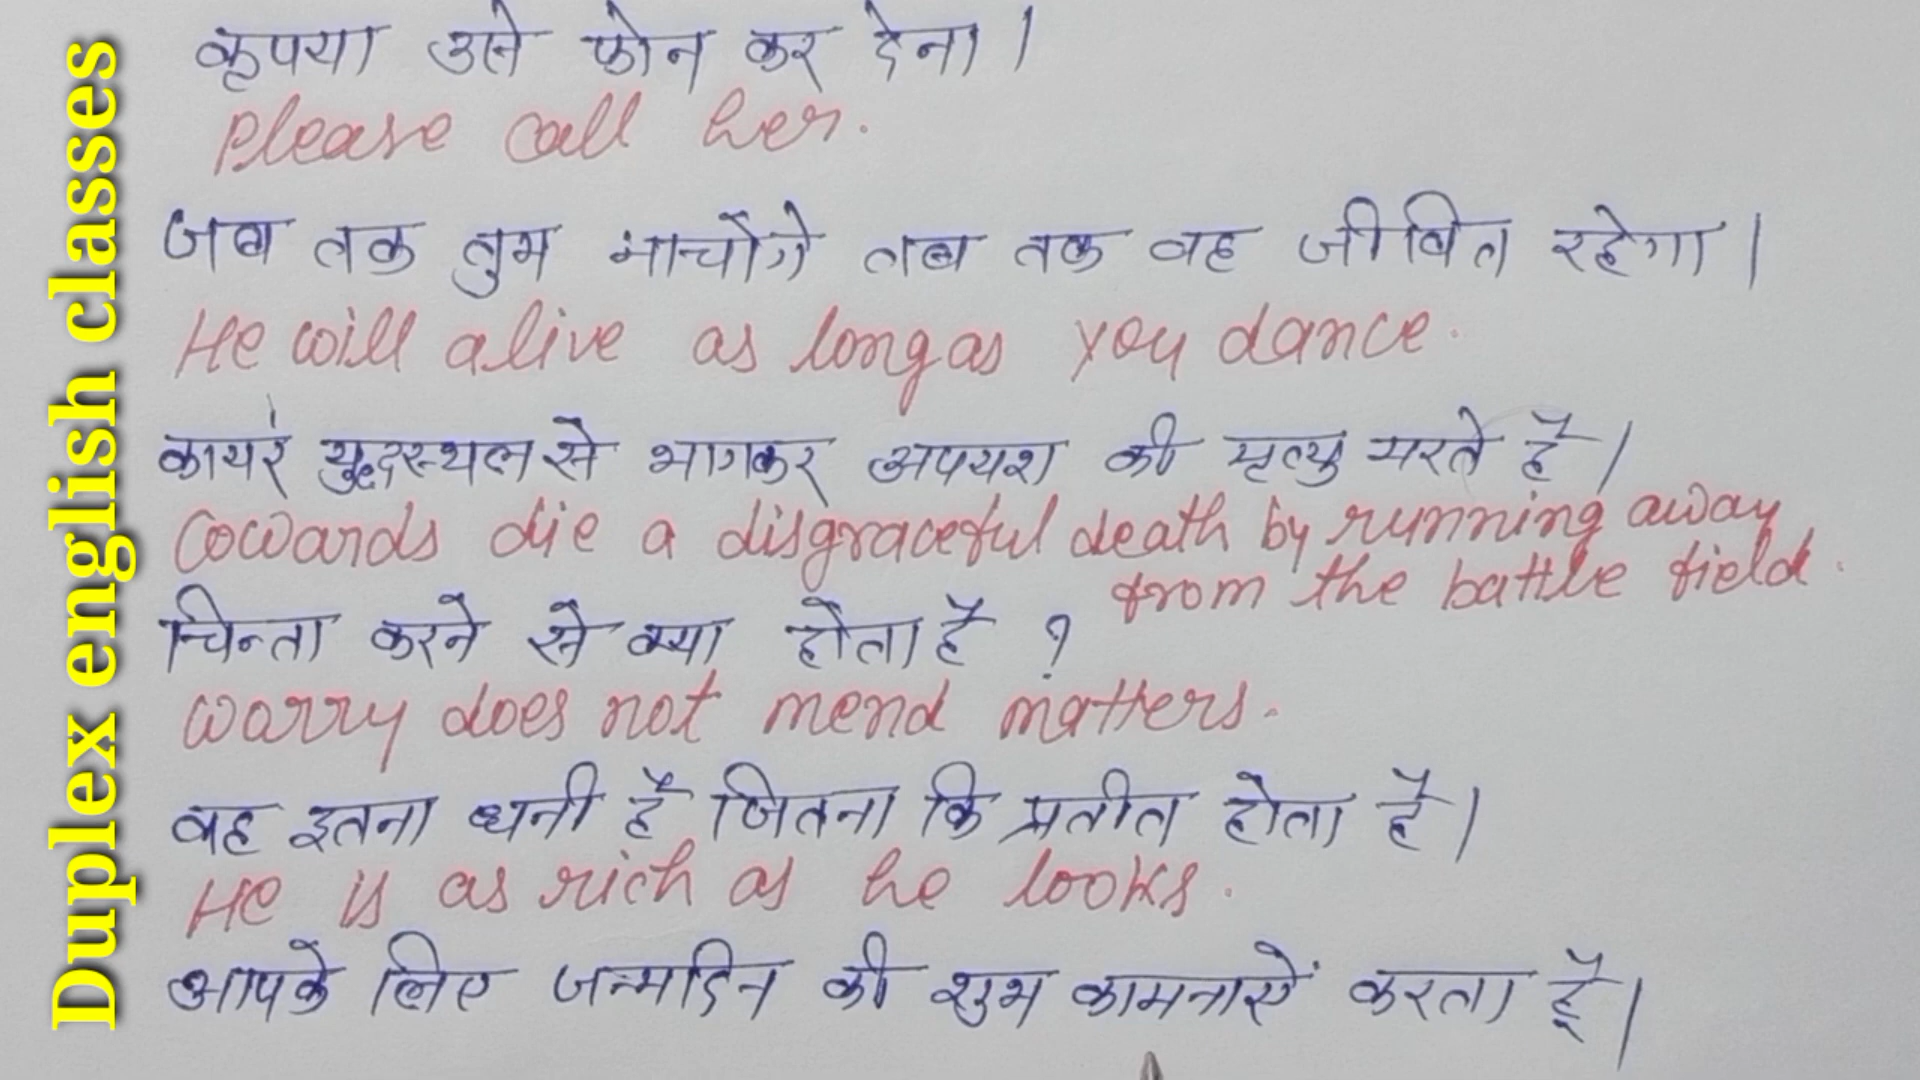 Duplex english classes
कृपया उसे फोन कर देना।
Please call her.
जब तक तुम नाचोगे तब तक वह जीवित रहेगा।
He will alive as long as you dance.
कायर युद्धस्थल से भागकर अपयश की मृत्यु मरते हैं।
Cowards die a disgraceful death by running away
from the battle field.
चिन्ता करने से क्या होता है ?
Worry does not mend matters.
वह इतना धनी है जितना कि प्रतीत होता है।
He is as rich as he looks.
आपके लिए जन्मदिन की शुभ कामनाऐं करता हूँ।